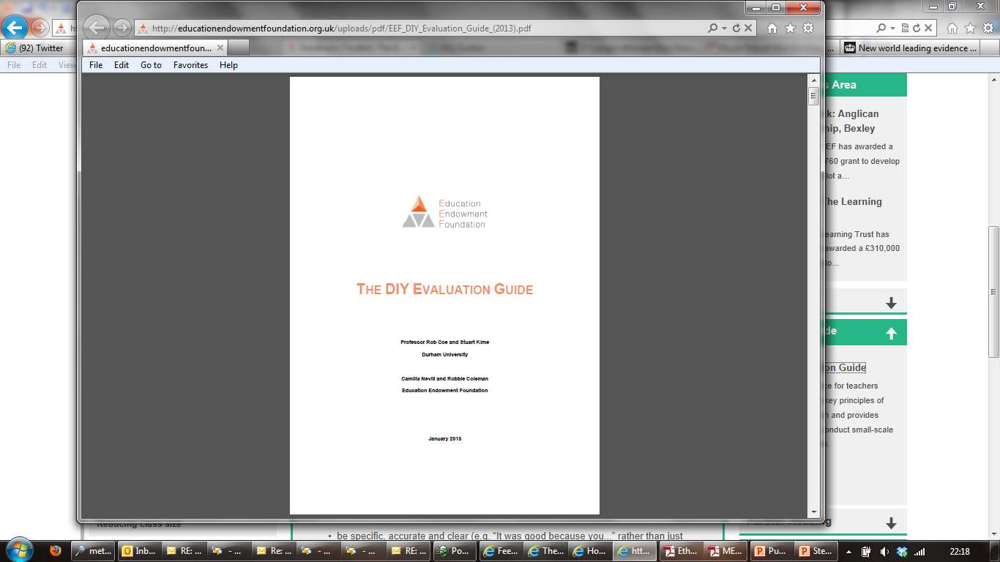 http://educationendowmentfoundation.org.uk/uploads/pdf/EEF_DIY_Evaluation_Guide_(2013).pdf
(92) Twitter
educationendowmentfoun...
New world leading evidence ...
File Edit View
File Edit Go to Favorites Help
Education
Endowment
Foundation
THE DIY EVALUATION GUIDE
Professor Rob Coe and Stuart Kime
Durham University
Camilla Nevill and Robbie Coleman
Education Endowment Foundation
January 2013
s Area
k: Anglican
hip, Bexley
EF has awarded a
760 grant to develop
lot a...
The Learning
earning Trust has
awarded a £310,000
to...
de
on Guide
ce for teachers
key principles of
n and provides
onduct small-scale
s.
Reducing class size
• be specific, accurate and clear (e.g. "It was good because you..." rather than just
met...
Inb...
RE: ...
- ...
Re: ...
- ...
RE: ...
- ...
RE: ...
Po...
Fee...
The...
Ho...
htt...
Eth...
ME...
Pu...
Ste...
22:18